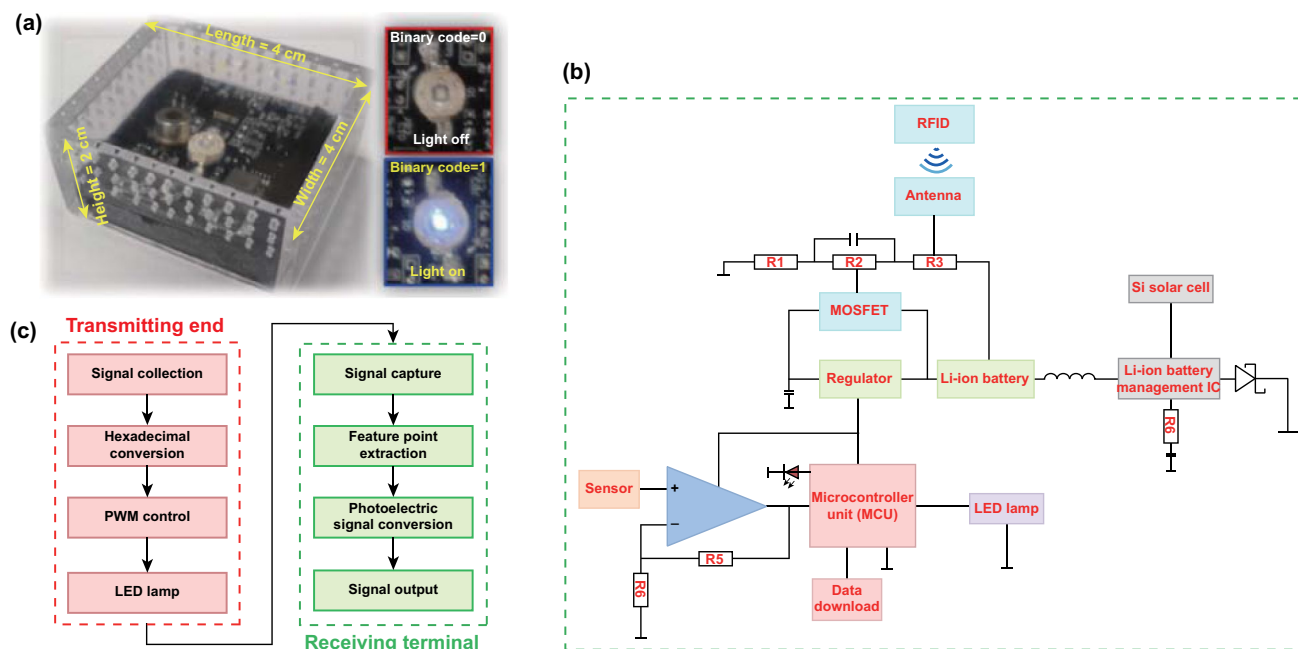 (a)
Length = 4 cm
Width = 4 cm
Height = 2 cm
Binary code=0
Light off
Binary code=1
Light on
(b)
RFID
Antenna
R1
R2
R3
MOSFET
Si solar cell
Regulator
Li-ion battery
Li-ion battery
management IC
R6
Sensor
+
−
Microcontroller
unit (MCU)
LED lamp
R5
R6
Data
download
(c)
Transmitting end
Signal collection
Hexadecimal
conversion
PWM control
LED lamp
Signal capture
Feature point
extraction
Photoelectric
signal conversion
Signal output
Receiving terminal